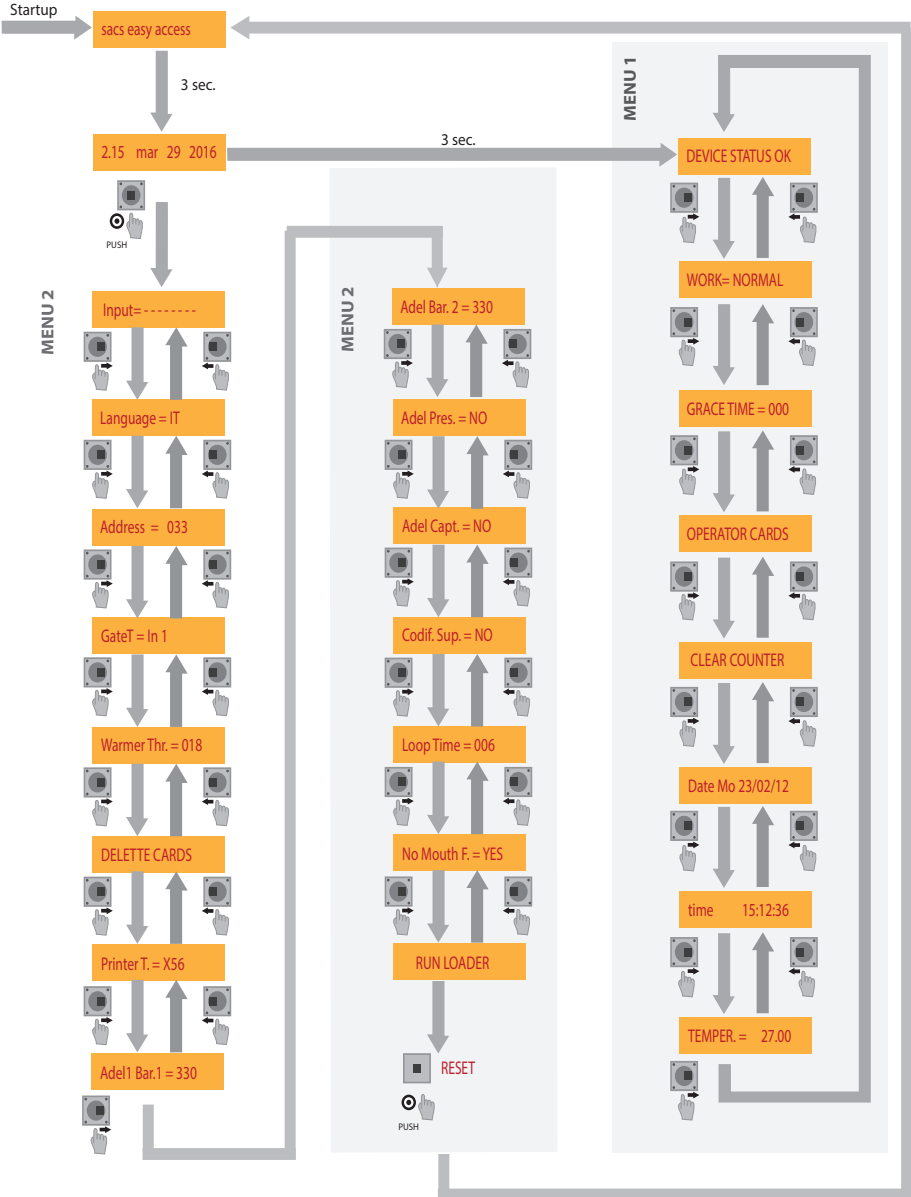 Startup
sacs easy access
3 sec.
2.15 mar 29 2016
3 sec.
PUSH
MENU 2
Input= - - - - - - - -
Language = IT
Address = 033
GateT = In 1
Warmer Thr. = 018
DELETTE CARDS
Printer T. = X56
Adel1 Bar.1 = 330
MENU 2
Adel Bar. 2 = 330
Adel Pres. = NO
Adel Capt. = NO
Codif. Sup. = NO
Loop Time = 006
No Mouth F. = YES
RUN LOADER
RESET
PUSH
MENU 1
DEVICE STATUS OK
WORK= NORMAL
GRACE TIME = 000
OPERATOR CARDS
CLEAR COUNTER
Date Mo 23/02/12
time 15:12:36
TEMPER. = 27.00